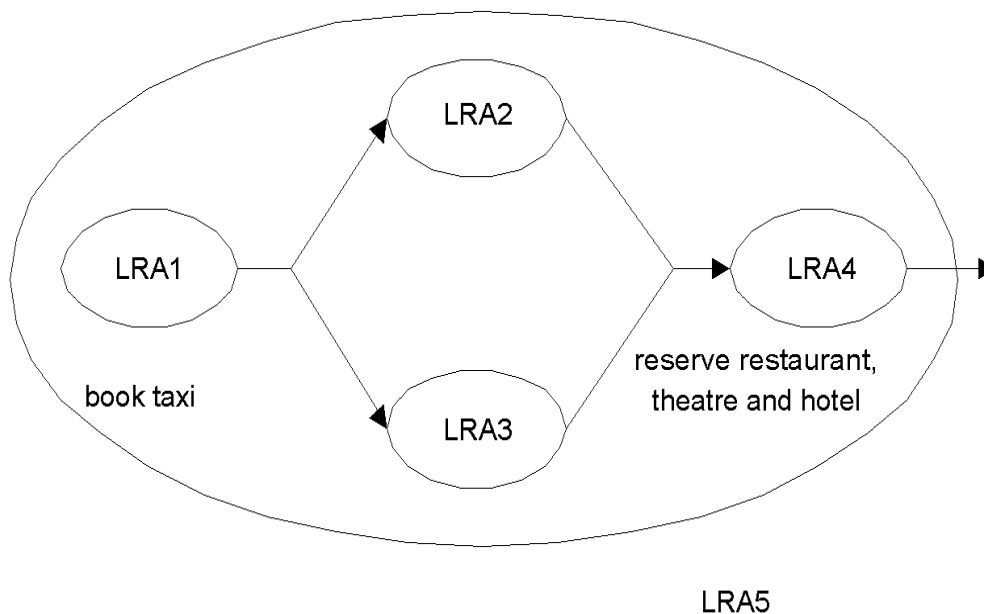 LRA2
LRA1
LRA4
reserve restaurant,
theatre and hotel
book taxi
LRA3
LRA5